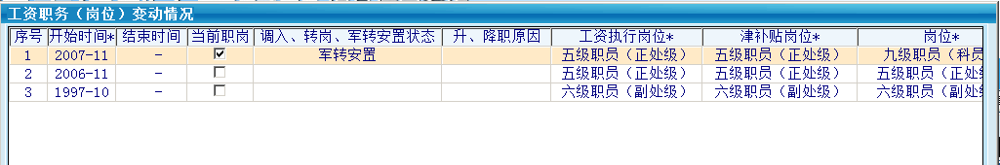 工资职务（岗位）变动情况
序号 开始时间* 结束时间 当前职岗 调入、转岗、军转安置状态 升、降职原因 工资执行岗位* 津补贴岗位* 岗位*
1 2007-11 - 军转安置 五级职员（正处级） 五级职员（正处级） 九级职员（科员
2 2006-11 - 五级职员（正处级） 五级职员（正处级） 五级职员（正处
3 1997-10 - 六级职员（副处级） 六级职员（副处级） 六级职员（副处